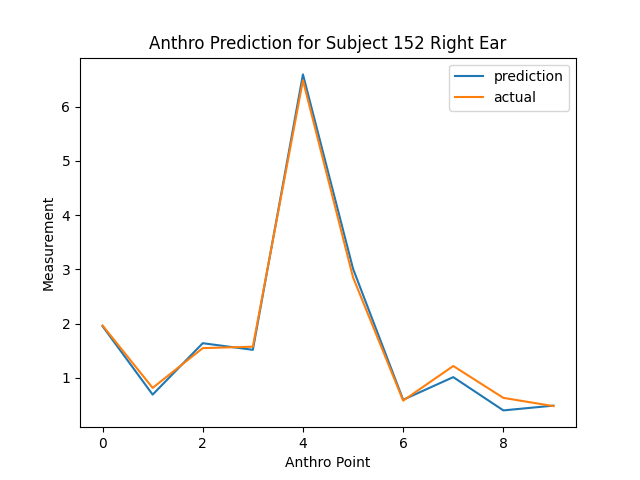 Anthro Prediction for Subject 152 Right Ear
prediction
actual
Measurement
6
5
4
3
2
1
0 2 4 6 8
Anthro Point